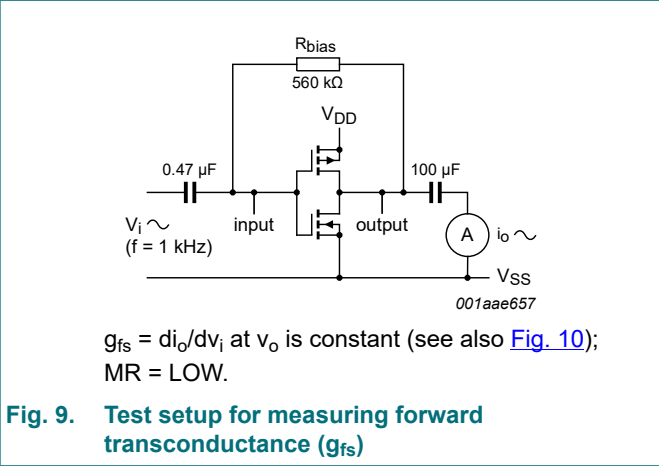 Rbias
560 kΩ
VDD
0.47 µF
100 µF
Vi ~
(f = 1 kHz)
input
output
A
io ~
VSS
001aae657
gfs = dio/dvi at vo is constant (see also Fig. 10);
MR = LOW.
Fig. 9. Test setup for measuring forward
transconductance (gfs)